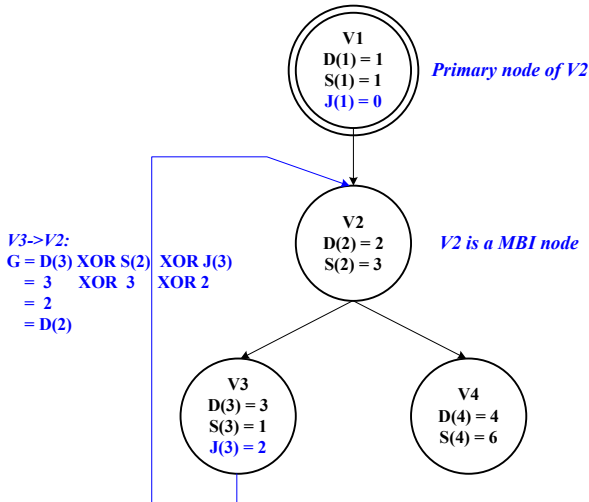 V1
D(1) = 1
S(1) = 1
J(1) = 0
Primary node of V2
V2
D(2) = 2
S(2) = 3
V2 is a MBI node
V3->V2:
G = D(3) XOR S(2) XOR J(3)
= 3 XOR 3 XOR 2
= 2
= D(2)
V3
D(3) = 3
S(3) = 1
J(3) = 2
V4
D(4) = 4
S(4) = 6